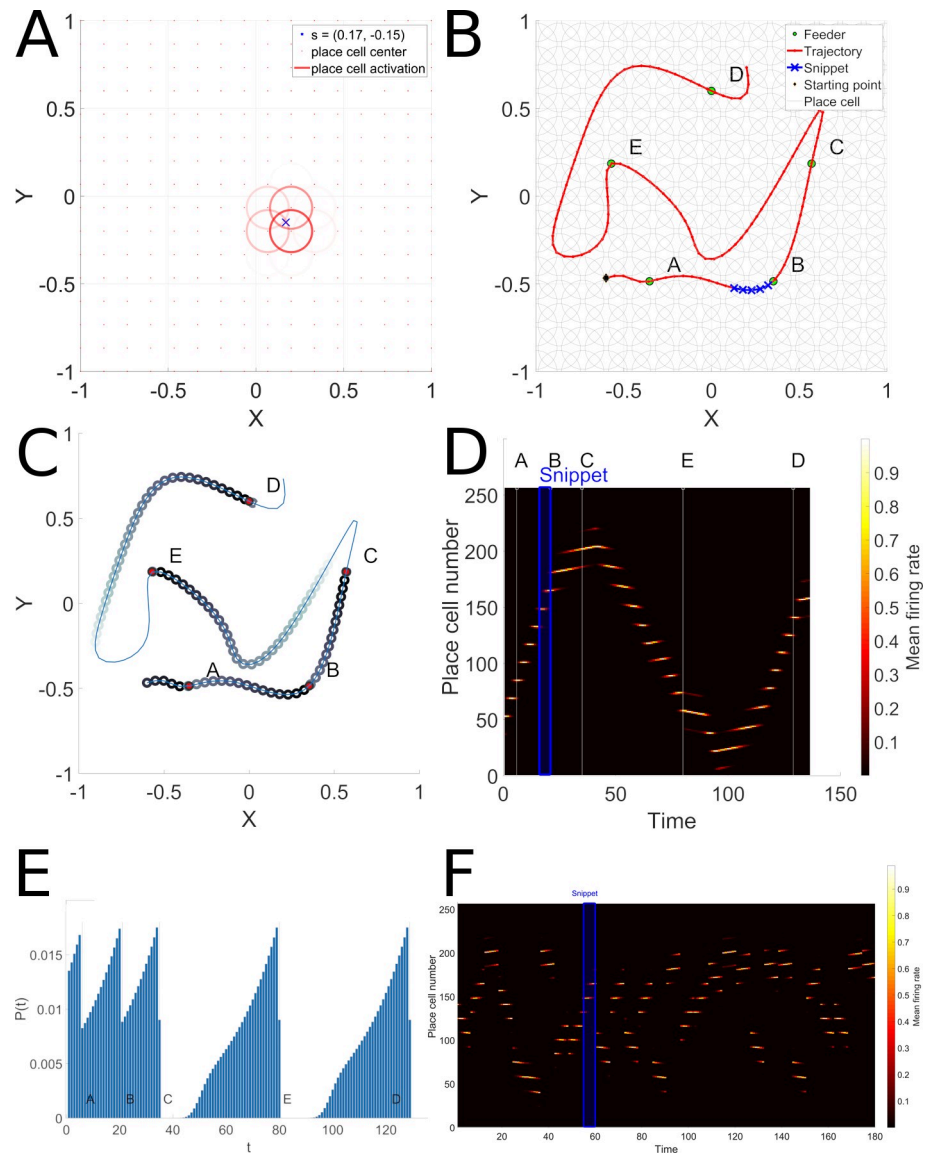 A
s = (0.17, -0.15)
place cell center
place cell activation
1
0.5
0
-0.5
-1
Y
-1 -0.5 0 0.5 1
X
B
Feeder
Trajectory
Snippet
Starting point
Place cell
D
E
C
A
B
0.5
0
-0.5
-1
Y
-1 -0.5 0 0.5 1
X
C
1
0.5
0
-0.5
-1
Y
D
E
C
A
B
-1 -0.5 0 0.5 1
X
D
A B C E D
Snippet
250
200
150
100
50
0
Place cell number
0 50 100 150
Time
0.9
0.8
0.7
0.6
0.5
0.4
0.3
0.2
0.1
Mean firing rate
E
0.015
0.01
0.005
0
P(t)
A B C E D
0 20 40 60 80 100 120
t
F
Snippet
250
200
150
100
50
0
Place cell number
20 40 60 80 100 120 140 160 180
Time
0.9
0.8
0.7
0.6
0.5
0.4
0.3
0.2
0.1
Mean firing rate